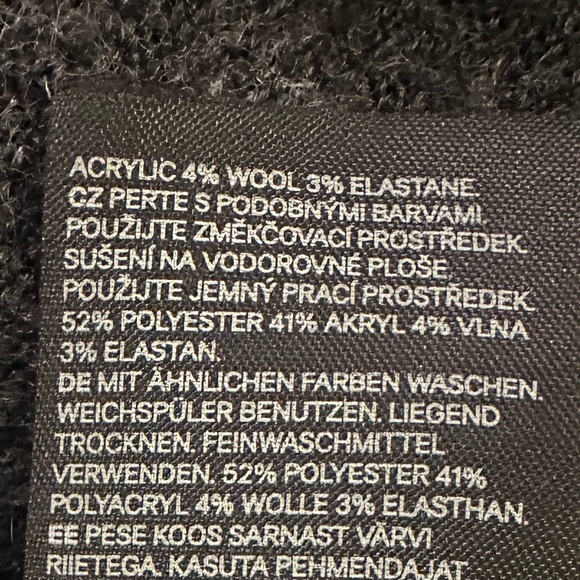 ACRYLIC 4% WOOL 3% ELASTANE.
CZ PERTE S PODOBNÝMI BARVAMI.
POUŽIJTE ZMĚKČOVACÍ PROSTŘEDEK.
SUŠENÍ NA VODOROVNÉ PLOŠE.
POUŽIJTE JEMNÝ PRACÍ PROSTŘEDEK.
52% POLYESTER 41% AKRYL 4% VLNA
3% ELASTAN.
DE MIT ÄHNLICHEN FARBEN WASCHEN.
WEICHSPÜLER BENUTZEN. LIEGEND
TROCKNEN. FEINWASCHMITTEL
VERWENDEN. 52% POLYESTER 41%
POLYACRYL 4% WOLLE 3% ELASTHAN.
EE PESE KOOS SARNAST VÄRVI
RIIETEGA. KASUTA PEHMENDAJAT.